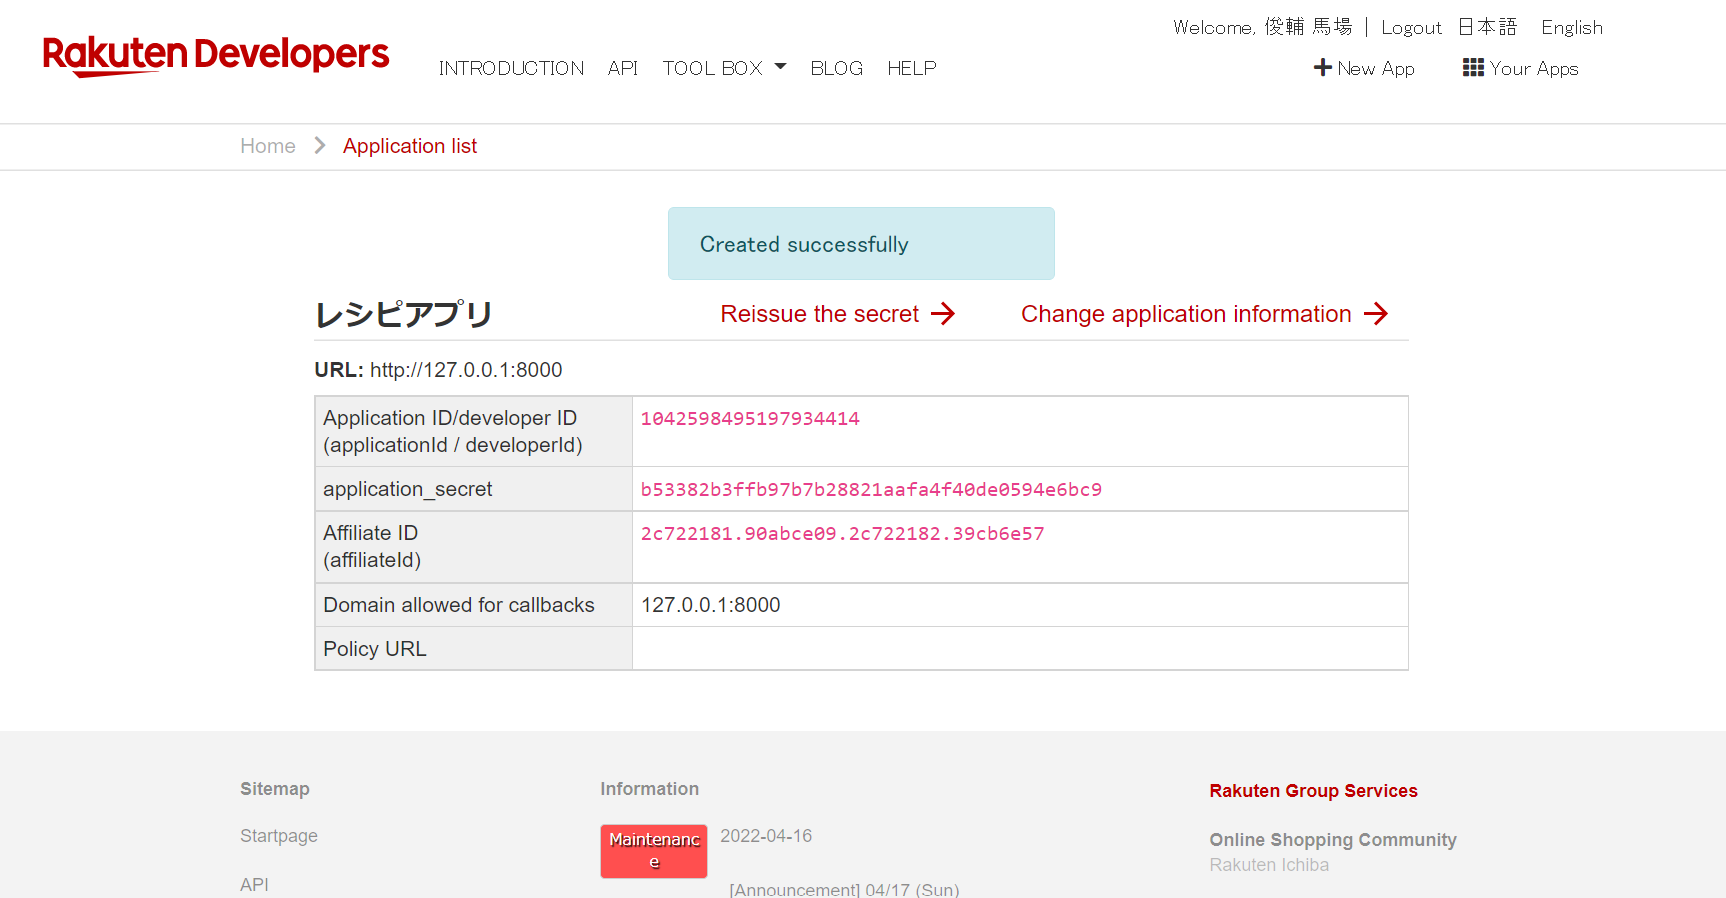 Welcome, 俊輔 馬場 | Logout 日本語 English
Rakuten Developers
INTRODUCTION API TOOL BOX BLOG HELP
New App Your Apps
Home Application list
Created successfully
レシピアプリ Reissue the secret Change application information
URL: http://127.0.0.1:8000
Application ID/developer ID
(applicationId / developerId)
1042598495197934414
application_secret b53382b3ffb97b7b28821aafa4f40de0594e6bc9
Affiliate ID
(affiliateId)
2c722181.90abce09.2c722182.39cb6e57
Domain allowed for callbacks 127.0.0.1:8000
Policy URL
Sitemap
Startpage
API
Information
Maintenanc
e
2022-04-16
[Announcement] 04/17 (Sun)
Rakuten Group Services
Online Shopping Community
Rakuten Ichiba